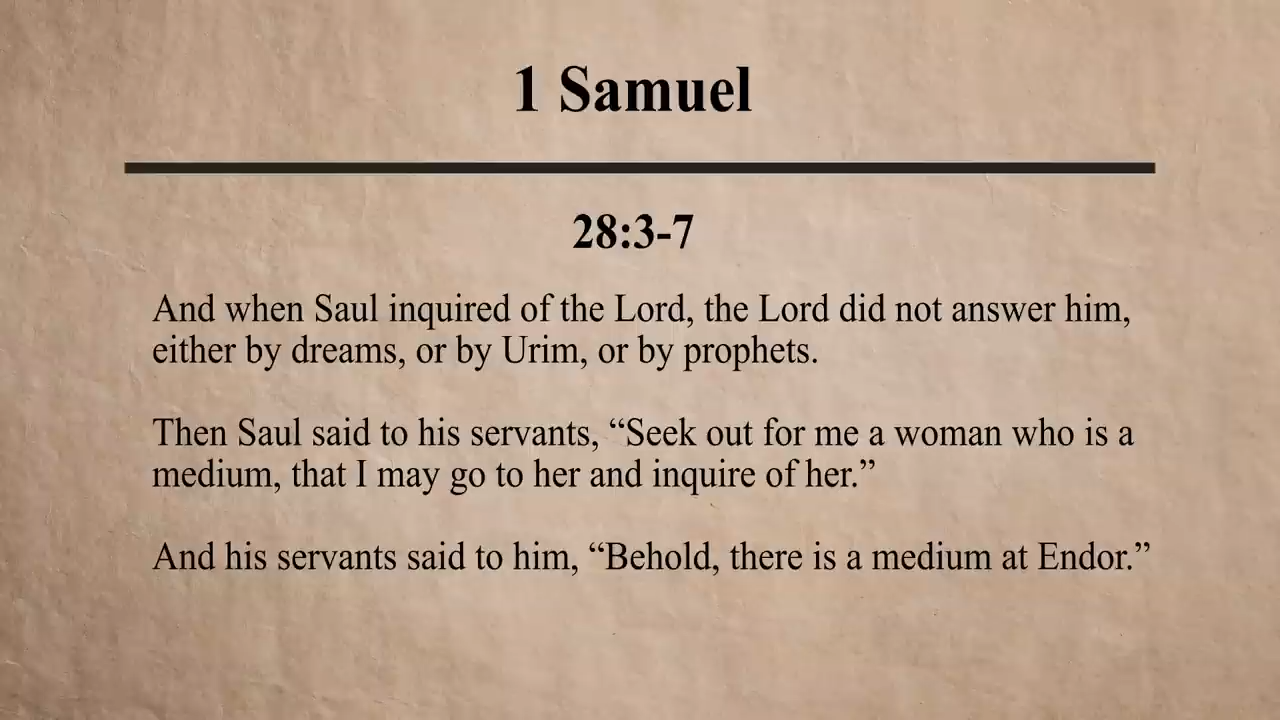 1 Samuel
28:3-7
And when Saul inquired of the Lord, the Lord did not answer him,
either by dreams, or by Urim, or by prophets.
Then Saul said to his servants, “Seek out for me a woman who is a
medium, that I may go to her and inquire of her.”
And his servants said to him, “Behold, there is a medium at Endor.”